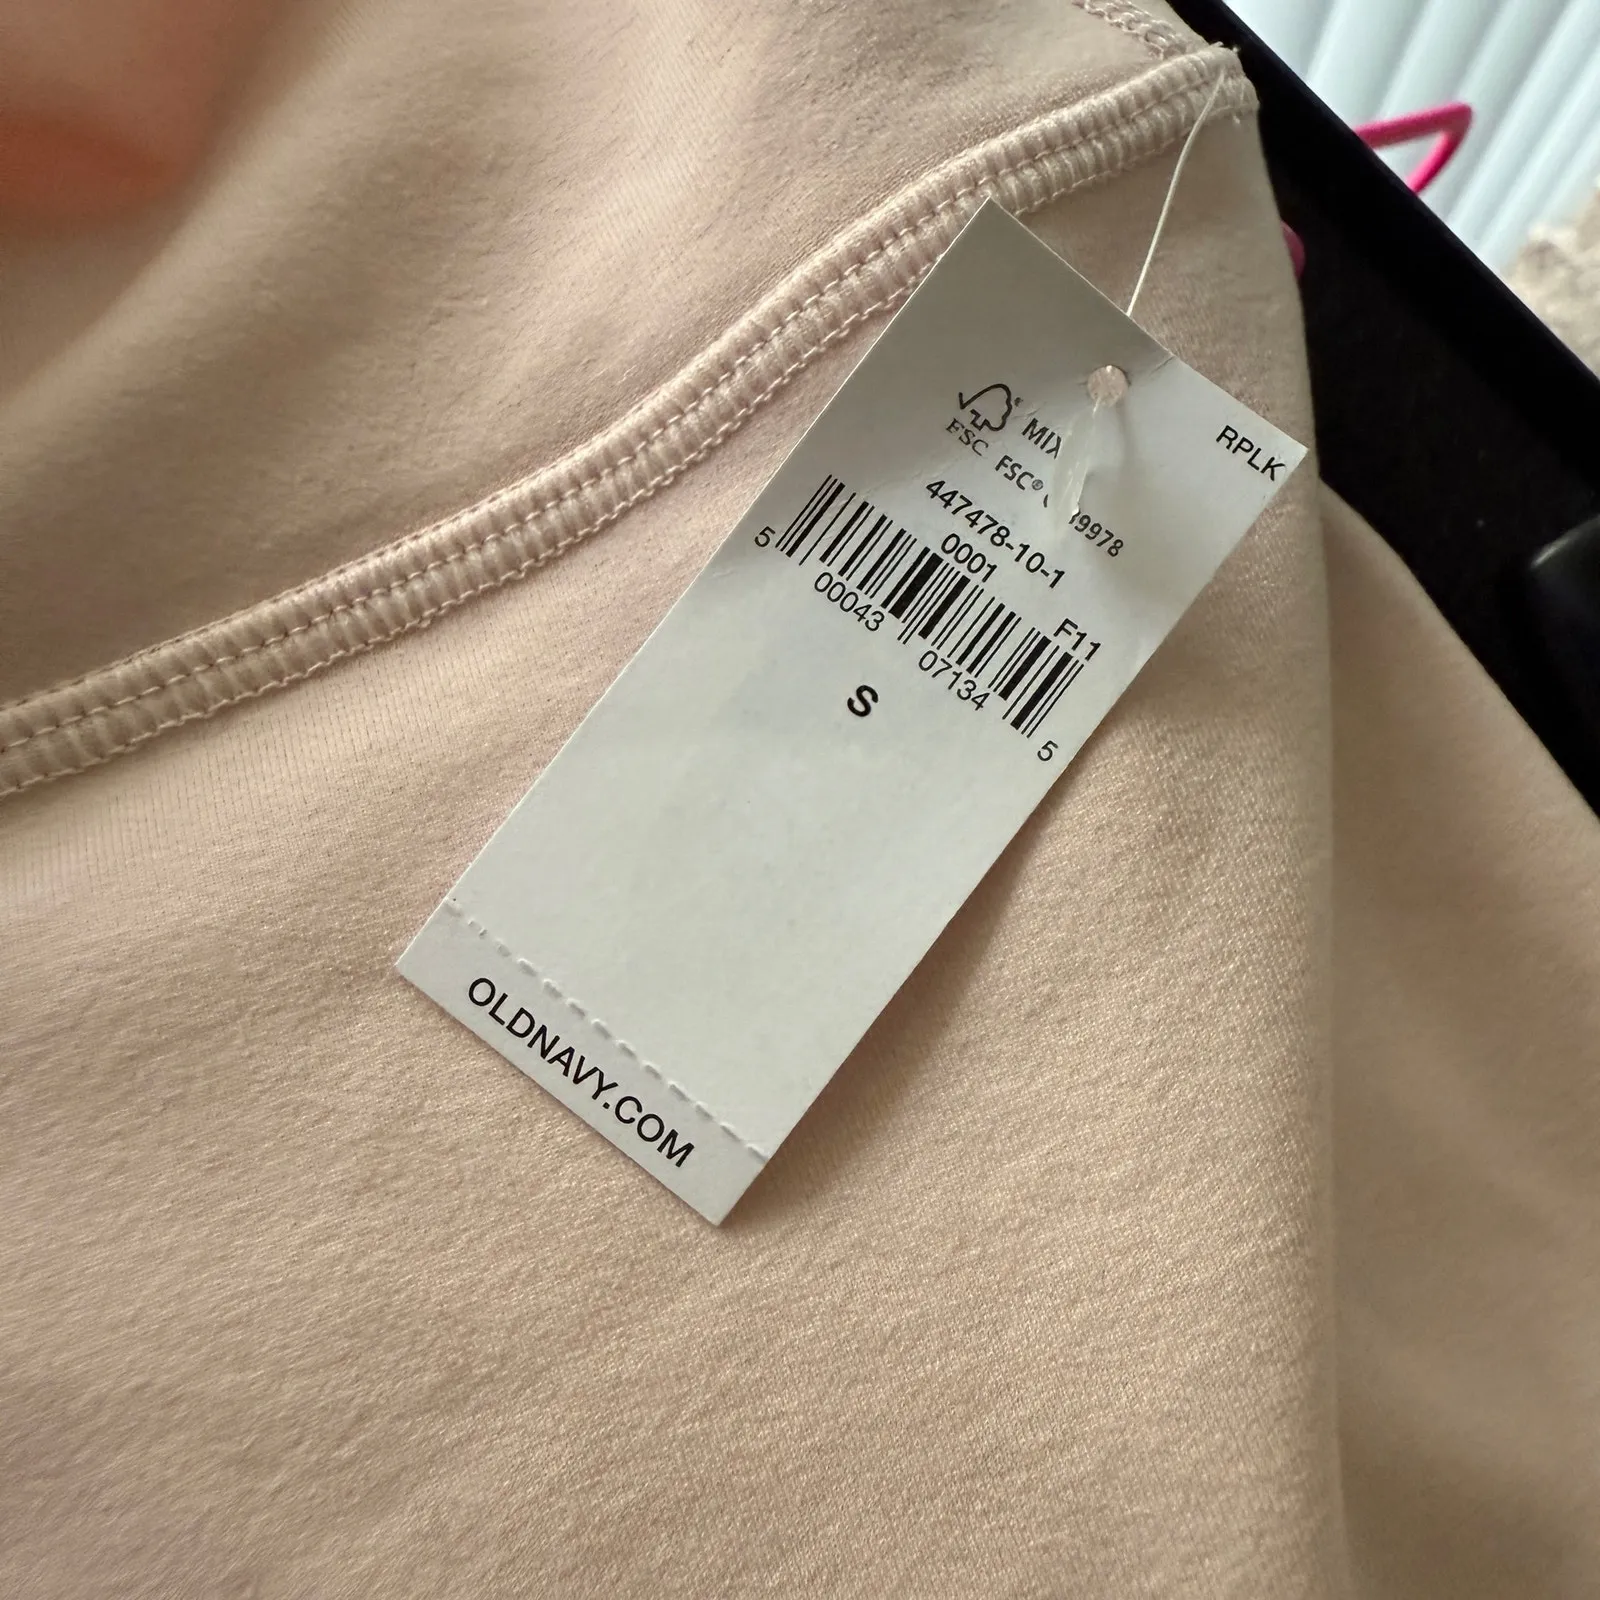 RPLK
FSC® MIX
FSC®
447478-10-1
0001
F11
5 00043 07134 5
S
OLDNAVY.COM